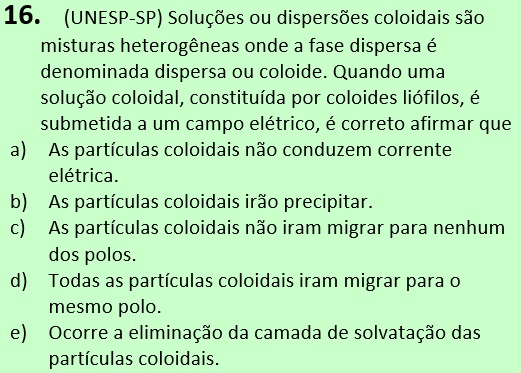 16. (UNESP-SP) Soluções ou dispersões coloidais são
misturas heterogêneas onde a fase dispersa é
denominada dispersa ou coloide. Quando uma
solução coloidal, constituída por coloides liófilos, é
submetida a um campo elétrico, é correto afirmar que
a) As partículas coloidais não conduzem corrente
elétrica.
b) As partículas coloidais irão precipitar.
c) As partículas coloidais não iram migrar para nenhum
dos polos.
d) Todas as partículas coloidais iram migrar para o
mesmo polo.
e) Ocorre a eliminação da camada de solvatação das
partículas coloidais.